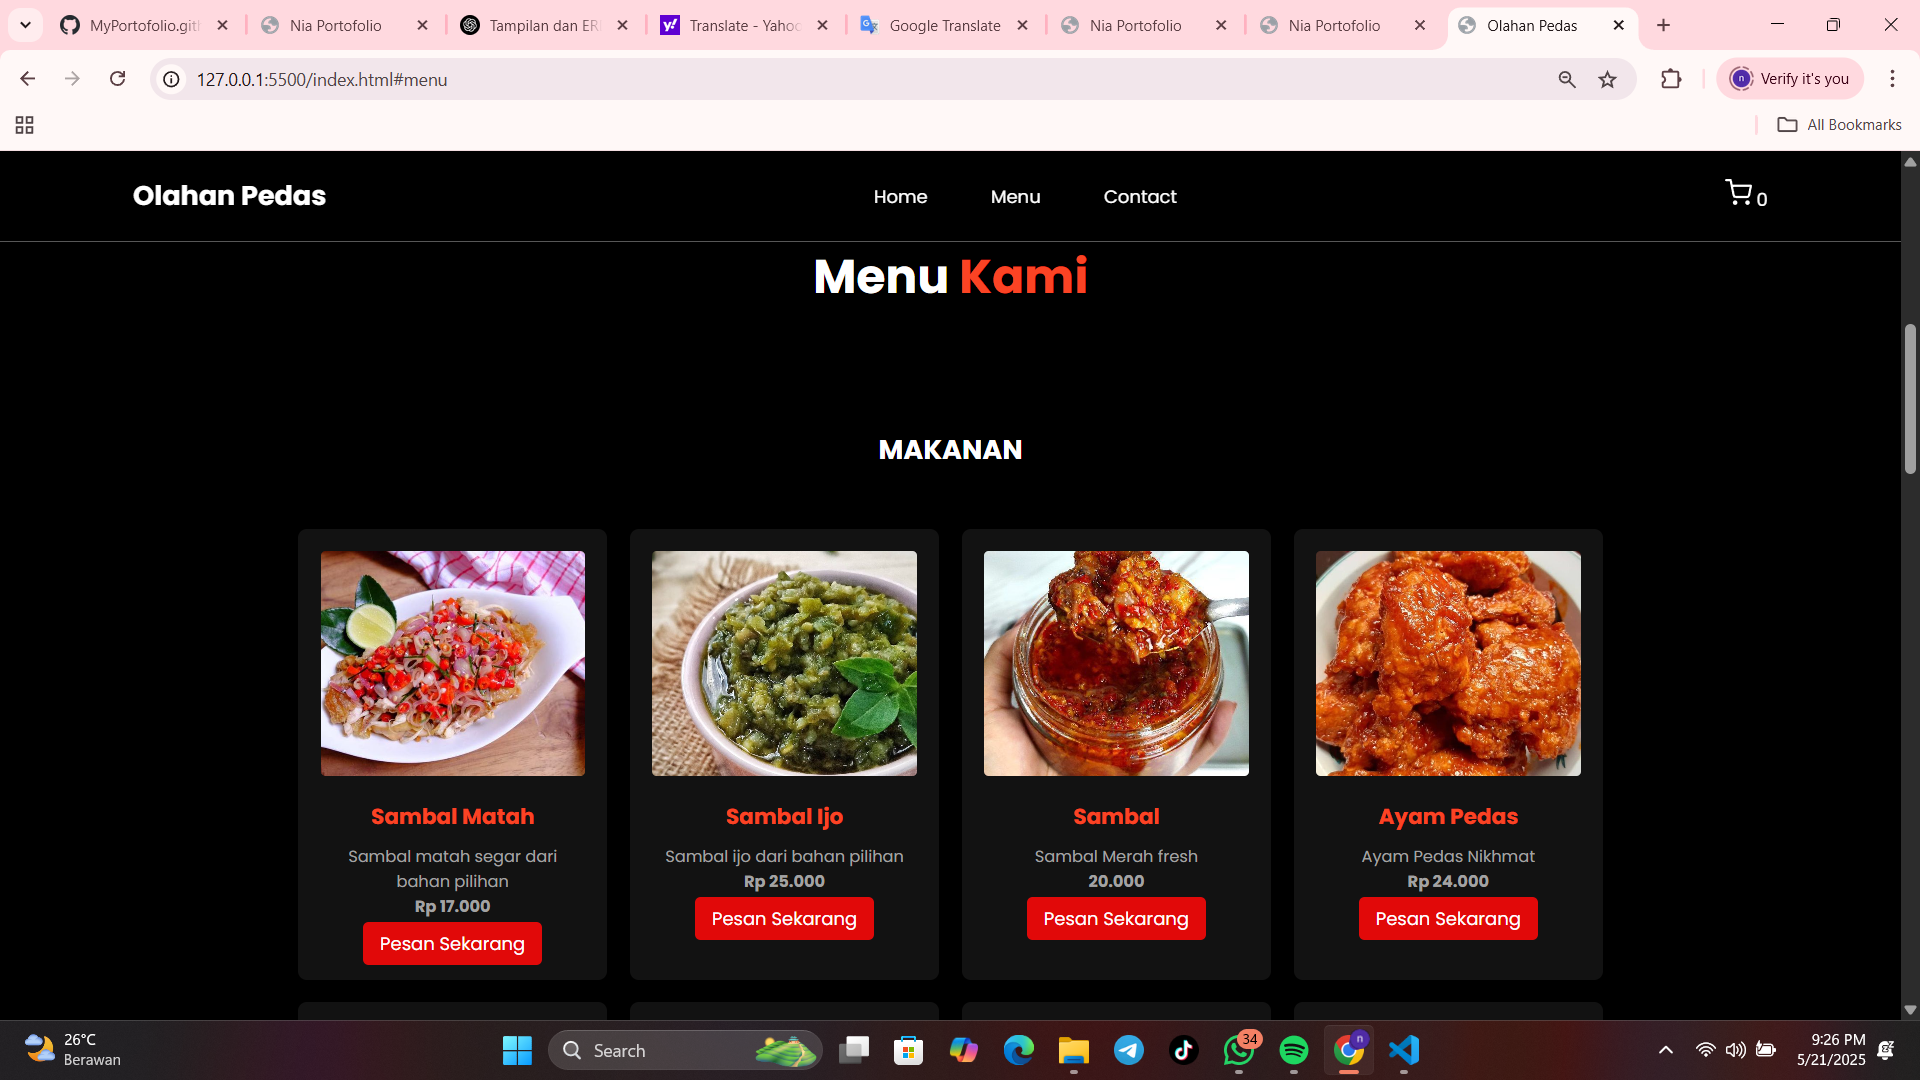 MyPortofolio.gith
Nia Portofolio
Tampilan dan ER
Translate - Yahoo
Google Translate
Nia Portofolio
Nia Portofolio
Olahan Pedas
127.0.0.1:5500/index.html#menu
Verify it's you
All Bookmarks
Olahan Pedas
Home
Menu
Contact
0
Menu Kami
MAKANAN
Sambal Matah
Sambal matah segar dari
bahan pilihan
Rp 17.000
Pesan Sekarang
Sambal Ijo
Sambal ijo dari bahan pilihan
Rp 25.000
Pesan Sekarang
Sambal
Sambal Merah fresh
20.000
Pesan Sekarang
Ayam Pedas
Ayam Pedas Nikhmat
Rp 24.000
Pesan Sekarang
26°C
Berawan
Search
34
9:26 PM
5/21/2025